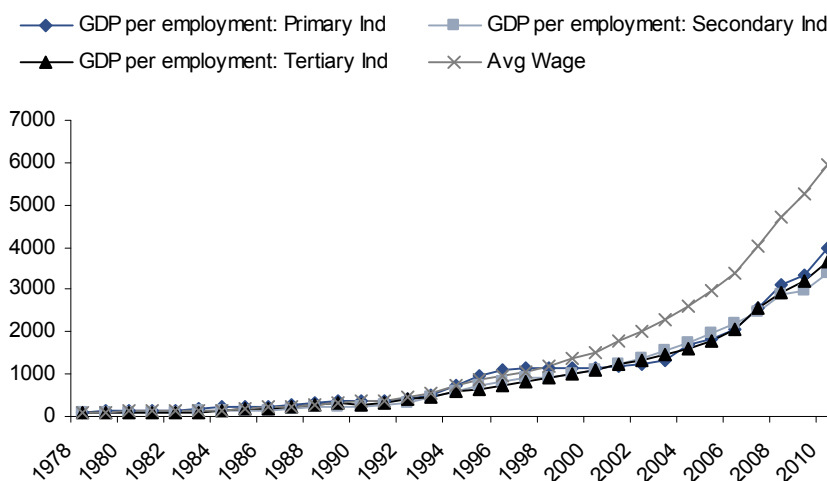 GDP per employment: Primary Ind GDP per employment: Secondary Ind
GDP per employment: Tertiary Ind Avg Wage
7000
6000
5000
4000
3000
2000
1000
0
1978 1980 1982 1984 1986 1988 1990 1992 1994 1996 1998 2000 2002 2004 2006 2008 2010